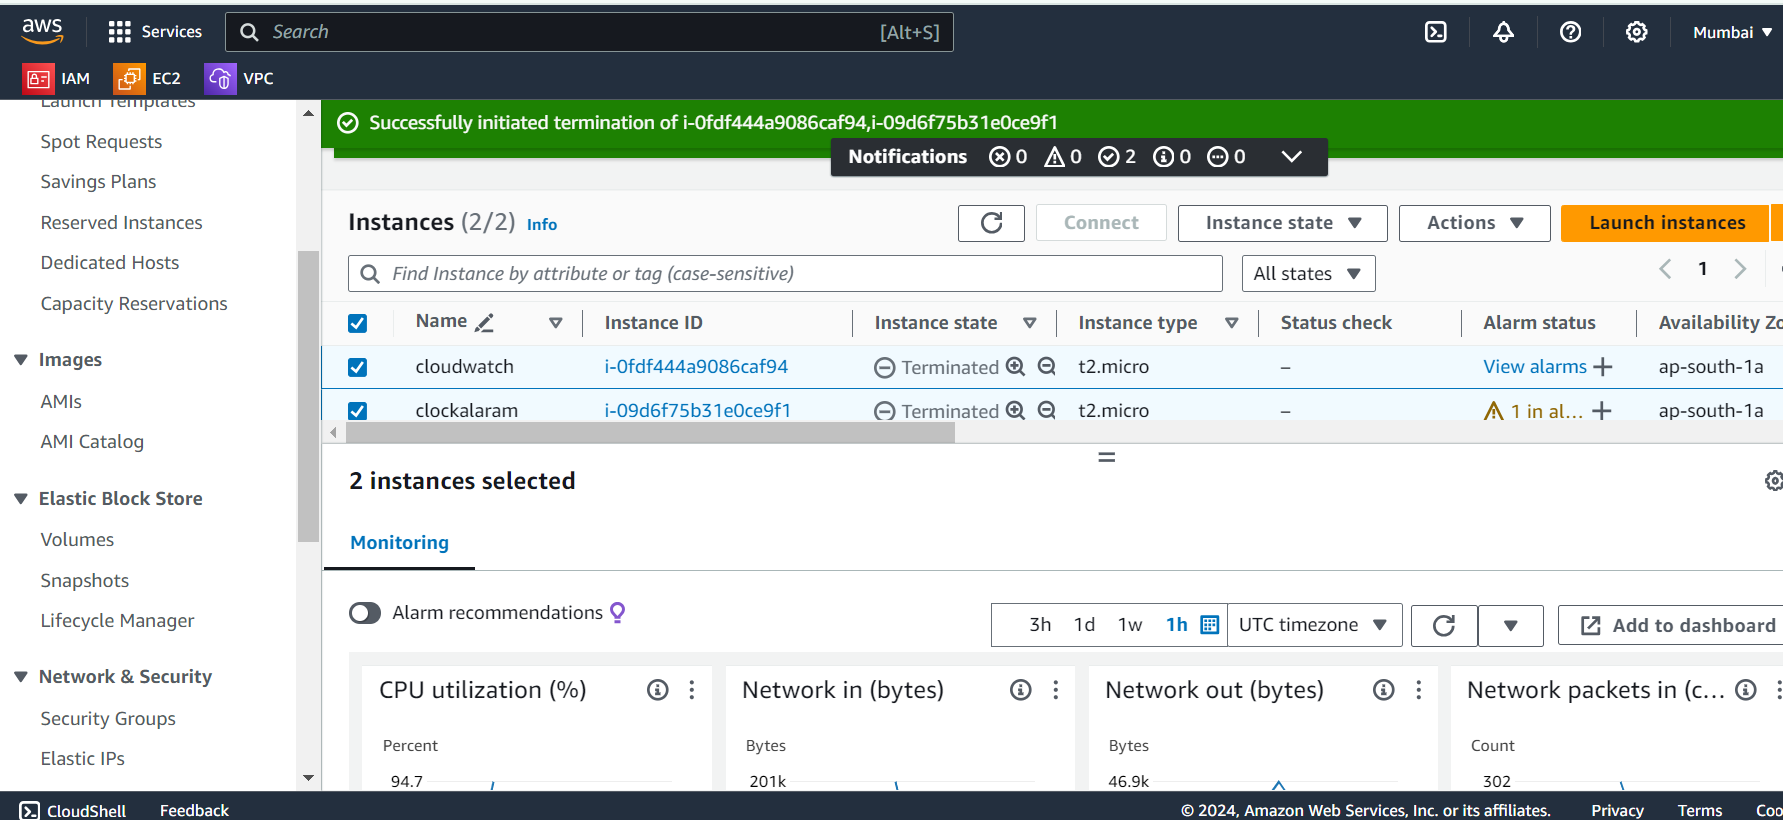 aws
Services
Search
[Alt+S]
Mumbai
IAM
EC2
VPC
Launch Templates
Spot Requests
Savings Plans
Reserved Instances
Dedicated Hosts
Capacity Reservations
Images
AMIs
AMI Catalog
Elastic Block Store
Volumes
Snapshots
Lifecycle Manager
Network & Security
Security Groups
Elastic IPs
Successfully initiated termination of i-0fdf444a9086caf94,i-09d6f75b31e0ce9f1
Notifications 0 0 2 0 0
Instances (2/2) Info
Connect
Instance state
Actions
Launch instances
Find Instance by attribute or tag (case-sensitive)
All states
1
Name Instance ID Instance state Instance type Status check Alarm status Availability Zo
cloudwatch i-0fdf444a9086caf94 Terminated t2.micro – View alarms + ap-south-1a
clockalaram i-09d6f75b31e0ce9f1 Terminated t2.micro – 1 in al... + ap-south-1a
2 instances selected
Monitoring
Alarm recommendations
3h 1d 1w 1h UTC timezone
Add to dashboard
CPU utilization (%)
Percent
94.7
Network in (bytes)
Bytes
201k
Network out (bytes)
Bytes
46.9k
Network packets in (c...
Count
302
CloudShell Feedback © 2024, Amazon Web Services, Inc. or its affiliates. Privacy Terms Coo